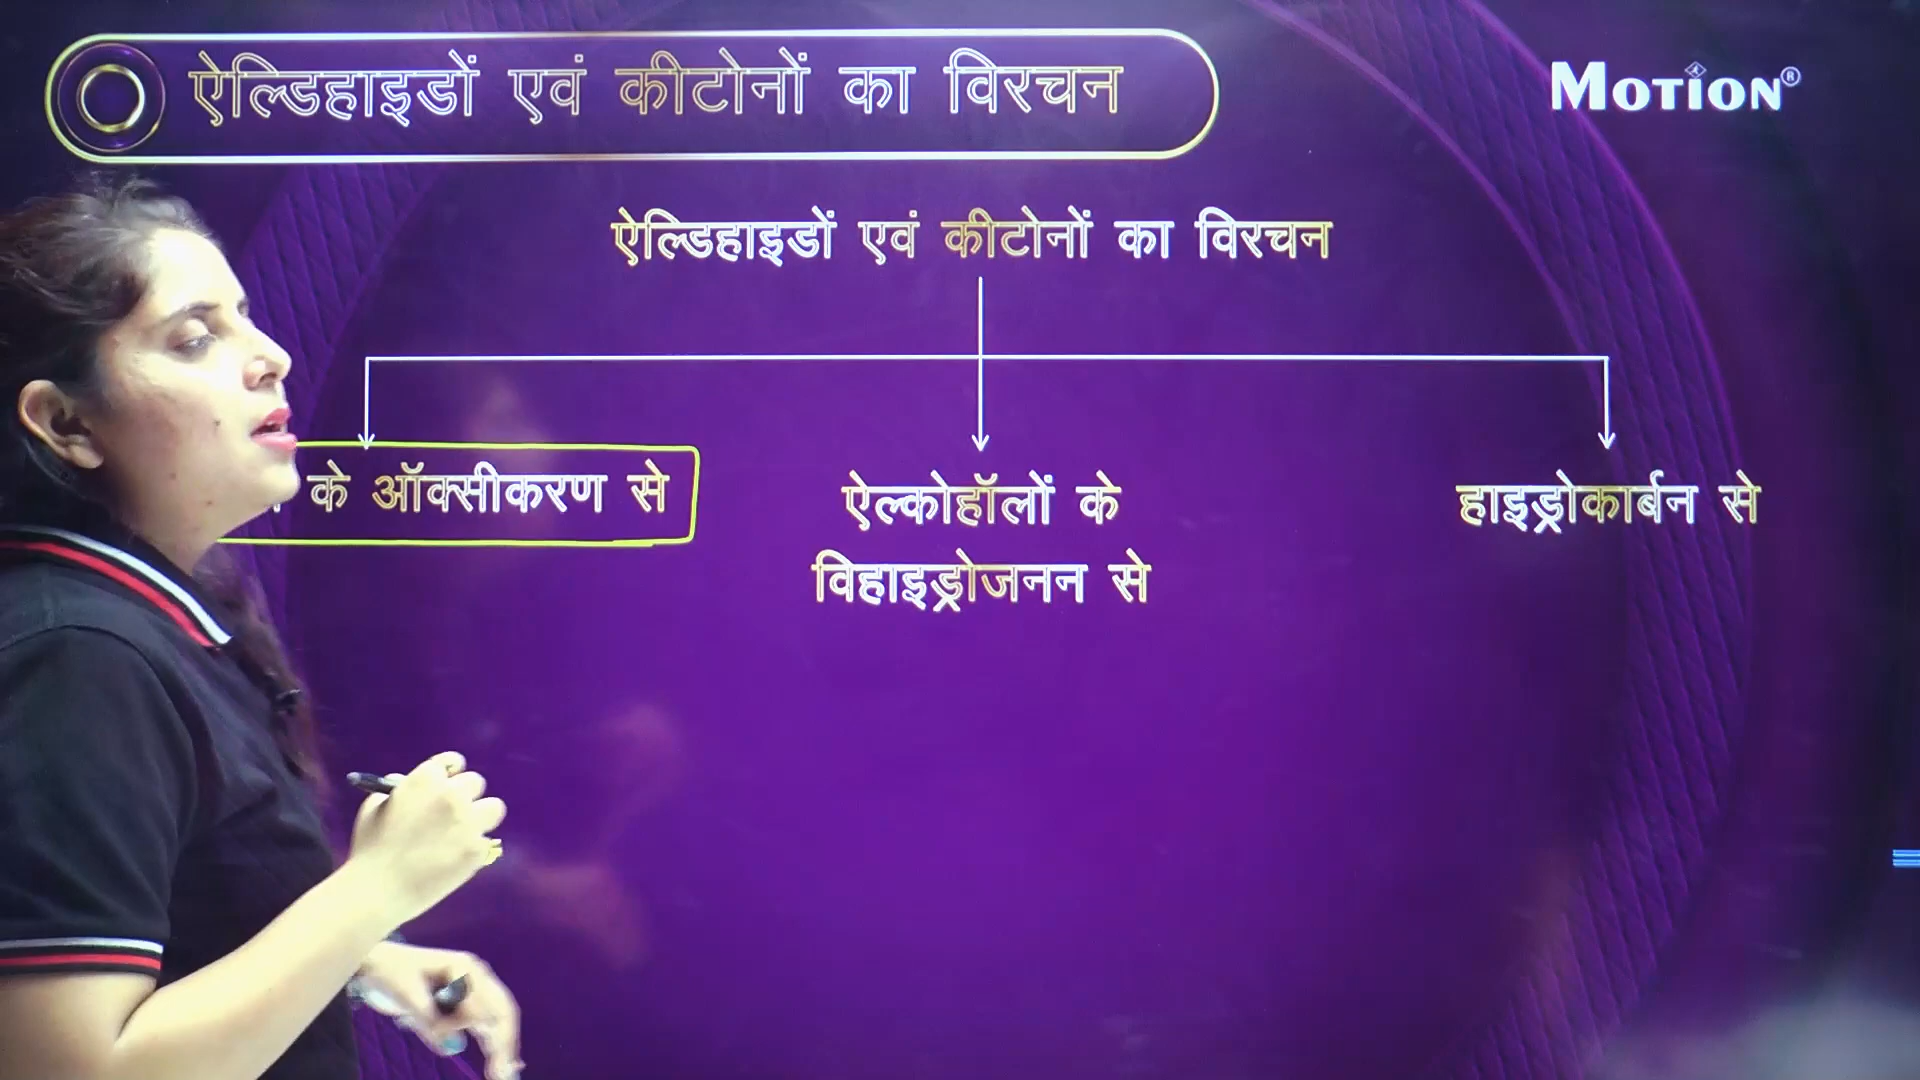 ऐल्डिहाइडों एवं कीटोनों का विरचन
MOTION®
ऐल्डिहाइडों एवं कीटोनों का विरचन
के ऑक्सीकरण से
ऐल्कोहॉलों के
विहाइड्रोजनन से
हाइड्रोकार्बन से